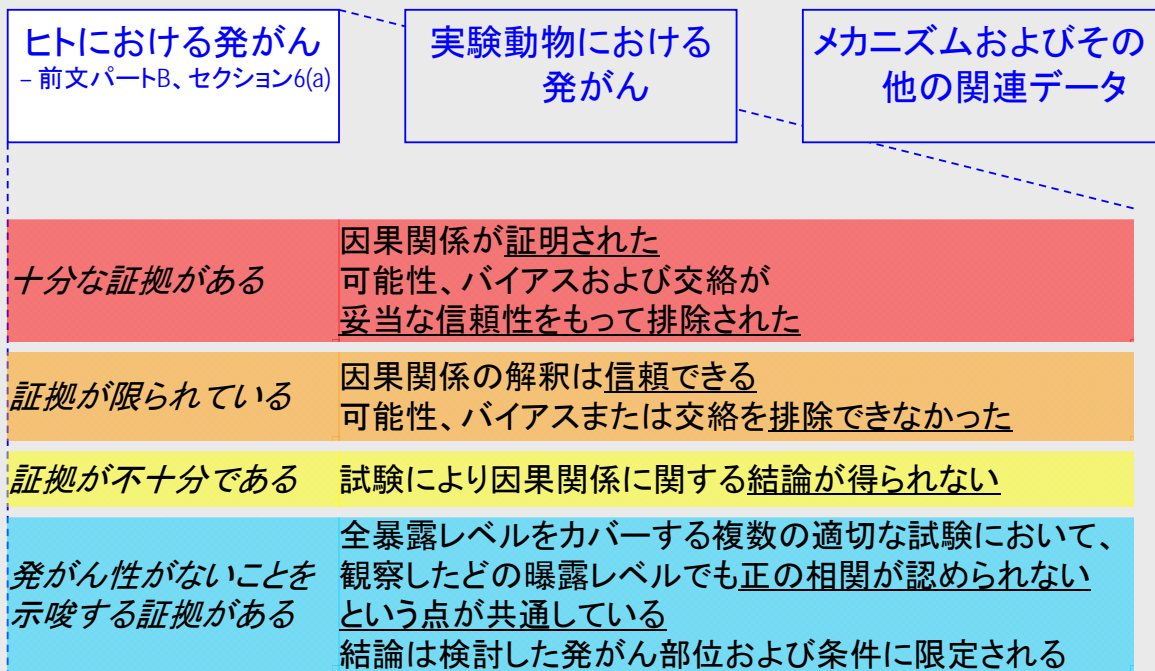 ヒトにおける発がん
– 前文パートB、セクション6(a)
実験動物における
発がん
メカニズムおよびその
他の関連データ
十分な証拠がある
因果関係が証明された
可能性、バイアスおよび交絡が
妥当な信頼性をもって排除された
証拠が限られている
因果関係の解釈は信頼できる
可能性、バイアスまたは交絡を排除できなかった
証拠が不十分である
試験により因果関係に関する結論が得られない
発がん性がないことを
示唆する証拠がある
全暴露レベルをカバーする複数の適切な試験において、
観察したどの曝露レベルでも正の相関が認められない
という点が共通している
結論は検討した発がん部位および条件に限定される